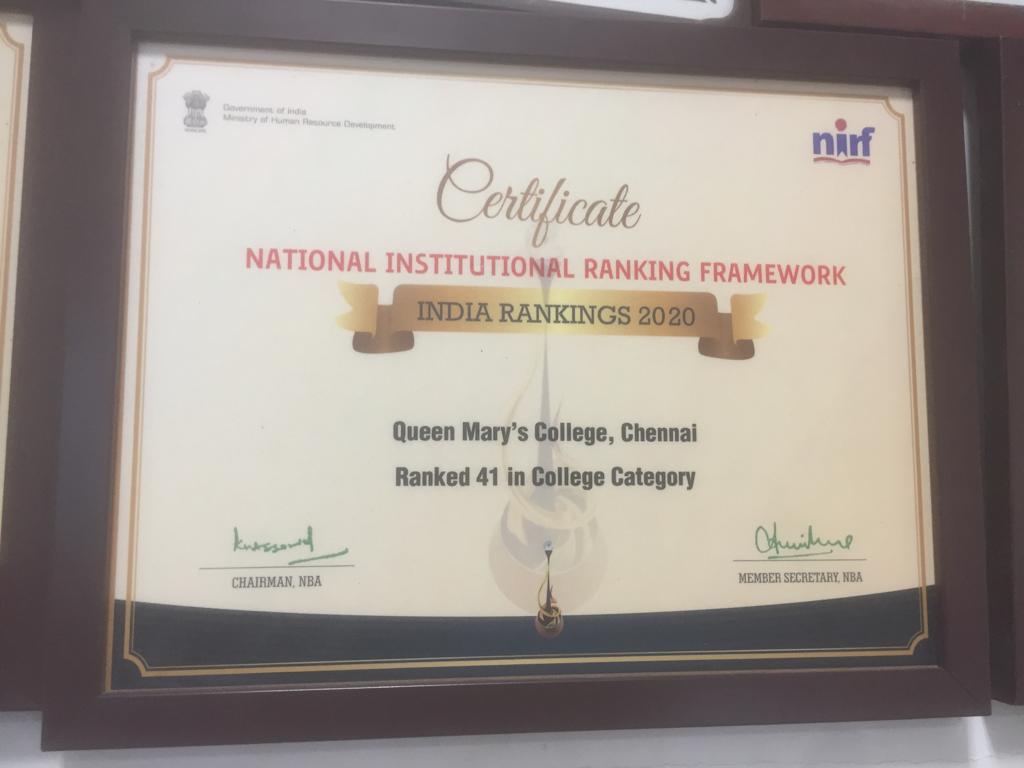 Government of India
Ministry of Human Resource Development
nirf
Certificate
NATIONAL INSTITUTIONAL RANKING FRAMEWORK
INDIA RANKINGS 2020
Queen Mary's College, Chennai
Ranked 41 in College Category
CHAIRMAN, NBA
MEMBER SECRETARY, NBA